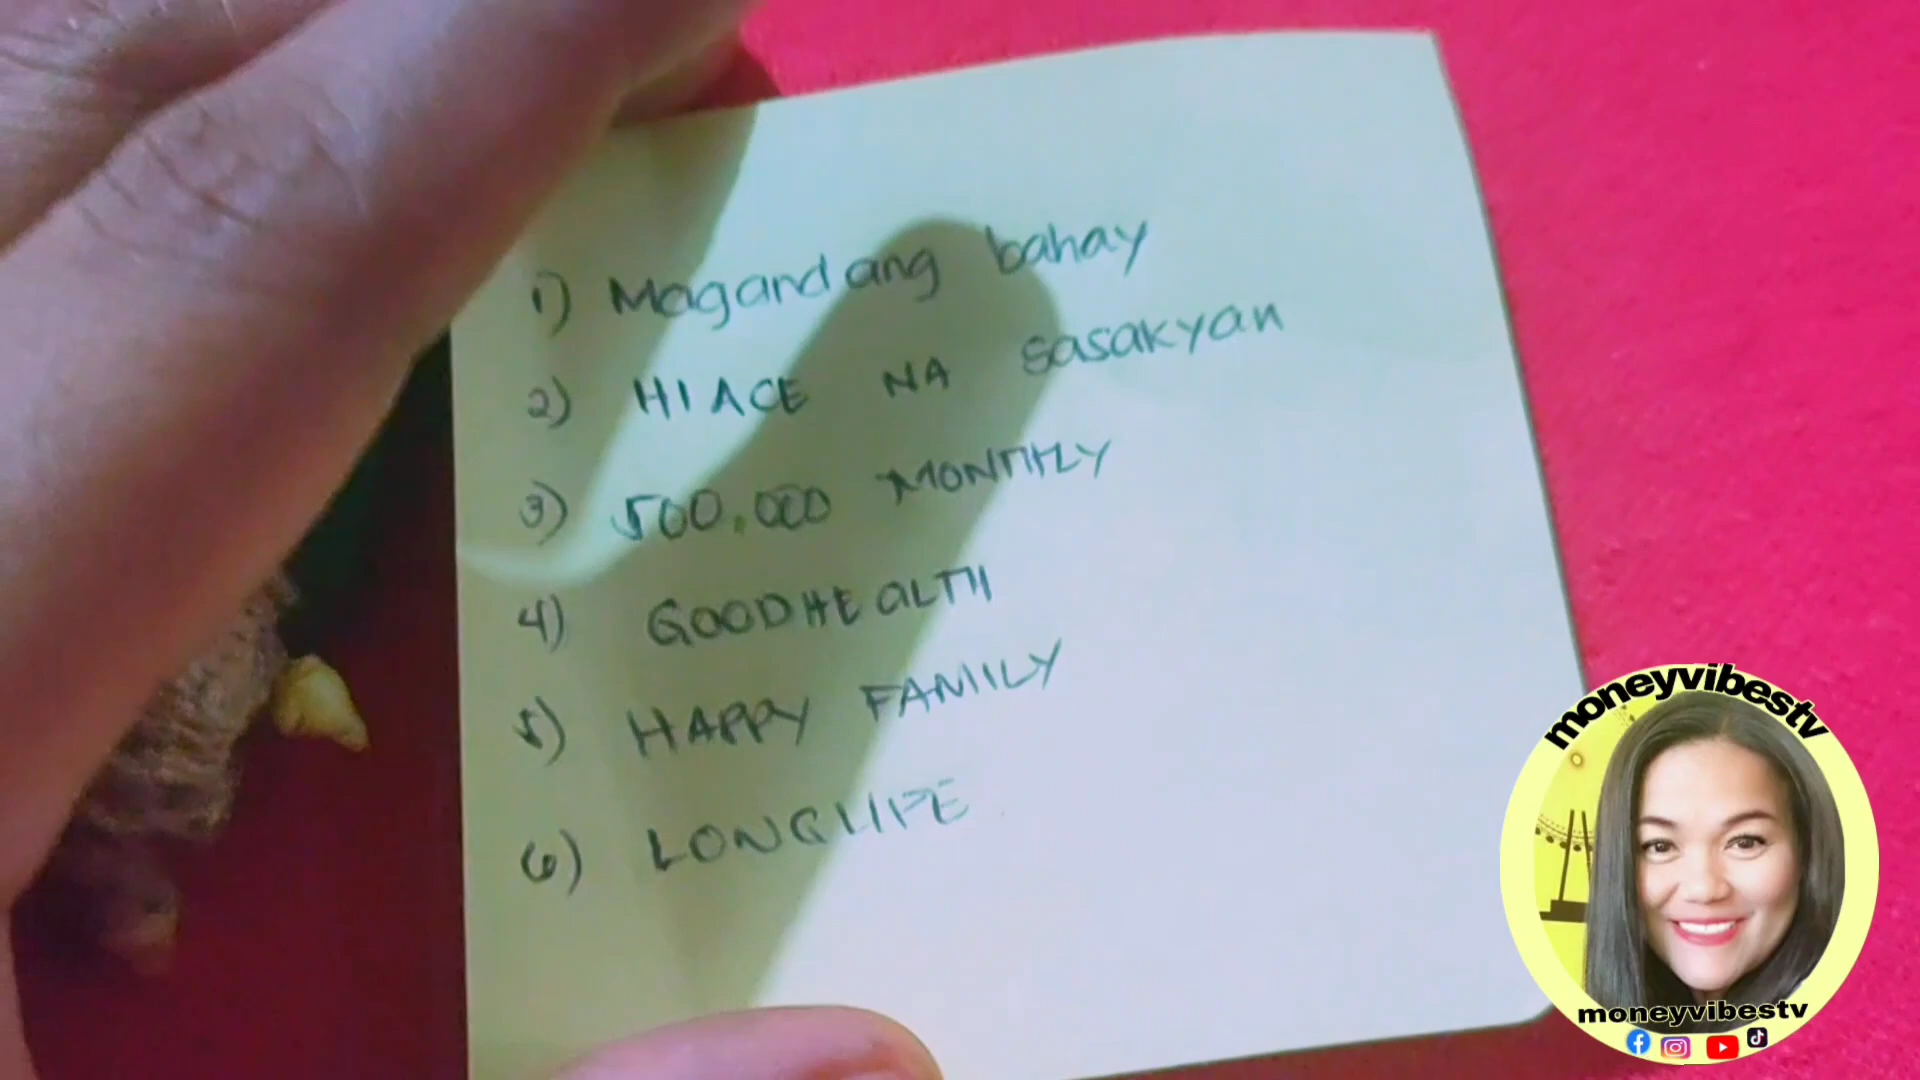 1) Magandang bahay
2) HIACE NA sasakyan
3) 500,000 MONTHLY
4) GOODHEaLTH
5) HAPPY FAMILY
6) LONGLIFE
moneyvibestv
moneyvibestv